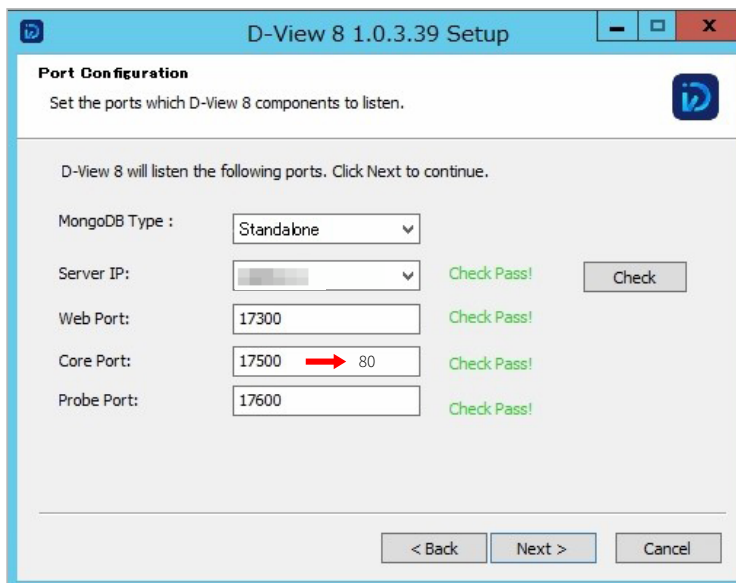 D-View 8 1.0.3.39 Setup
Port Configuration
Set the ports which D-View 8 components to listen.
D-View 8 will listen the following ports. Click Next to continue.
MongoDB Type : Standalone
Server IP: Check Pass! Check
Web Port: 17300 Check Pass!
Core Port: 17500 80 Check Pass!
Probe Port: 17600 Check Pass!
< Back Next > Cancel